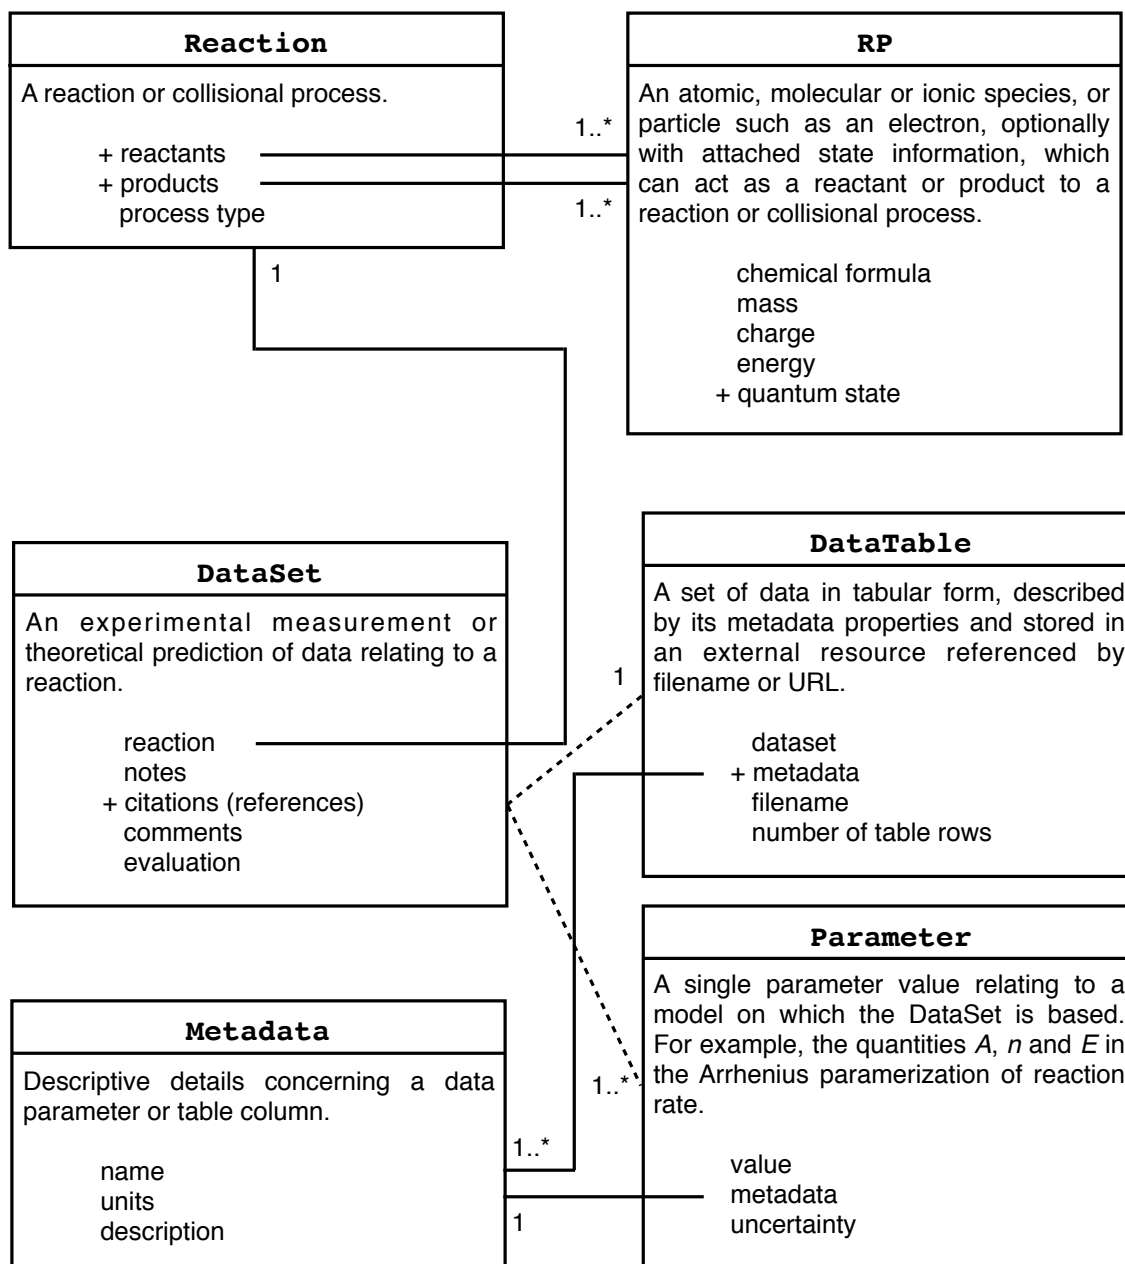 Reaction
A reaction or collisional process.
+ reactants
+ products
process type
1..*
1..*
1
RP
An atomic, molecular or ionic species, or
particle such as an electron, optionally
with attached state information, which
can act as a reactant or product to a
reaction or collisional process.
chemical formula
mass
charge
energy
+ quantum state
DataSet
An experimental measurement or
theoretical prediction of data relating to a
reaction.
reaction
notes
+ citations (references)
comments
evaluation
1
DataTable
A set of data in tabular form, described
by its metadata properties and stored in
an external resource referenced by
filename or URL.
dataset
+ metadata
filename
number of table rows
Metadata
Descriptive details concerning a data
parameter or table column.
name
units
description
1..*
1..*
1
Parameter
A single parameter value relating to a
model on which the DataSet is based.
For example, the quantities A, n and E in
the Arrhenius paramerization of reaction
rate.
value
metadata
uncertainty